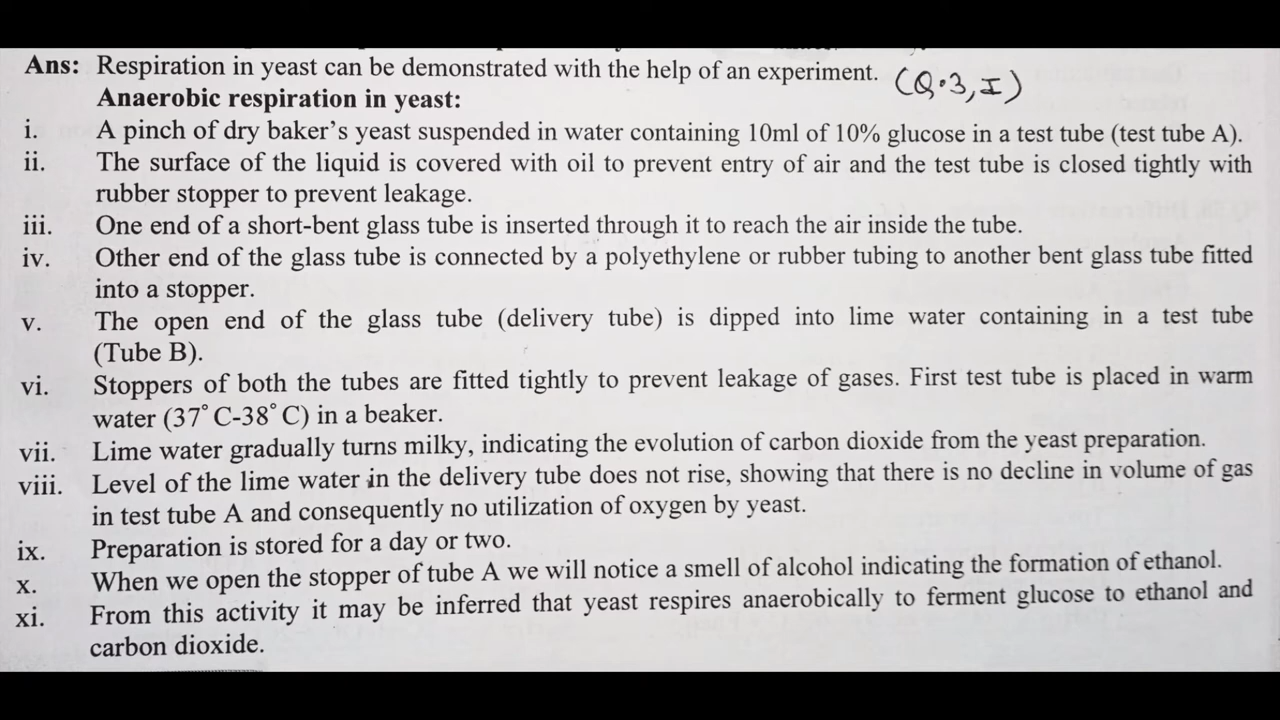 Ans: Respiration in yeast can be demonstrated with the help of an experiment. (Q.3, I)
Anaerobic respiration in yeast:
i. A pinch of dry baker's yeast suspended in water containing 10ml of 10% glucose in a test tube (test tube A).
ii. The surface of the liquid is covered with oil to prevent entry of air and the test tube is closed tightly with
rubber stopper to prevent leakage.
iii. One end of a short-bent glass tube is inserted through it to reach the air inside the tube.
iv. Other end of the glass tube is connected by a polyethylene or rubber tubing to another bent glass tube fitted
into a stopper.
v. The open end of the glass tube (delivery tube) is dipped into lime water containing in a test tube
(Tube B).
vi. Stoppers of both the tubes are fitted tightly to prevent leakage of gases. First test tube is placed in warm
water (37°C-38°C) in a beaker.
vii. Lime water gradually turns milky, indicating the evolution of carbon dioxide from the yeast preparation.
viii. Level of the lime water in the delivery tube does not rise, showing that there is no decline in volume of gas
in test tube A and consequently no utilization of oxygen by yeast.
ix. Preparation is stored for a day or two.
x. When we open the stopper of tube A we will notice a smell of alcohol indicating the formation of ethanol.
xi. From this activity it may be inferred that yeast respires anaerobically to ferment glucose to ethanol and
carbon dioxide.